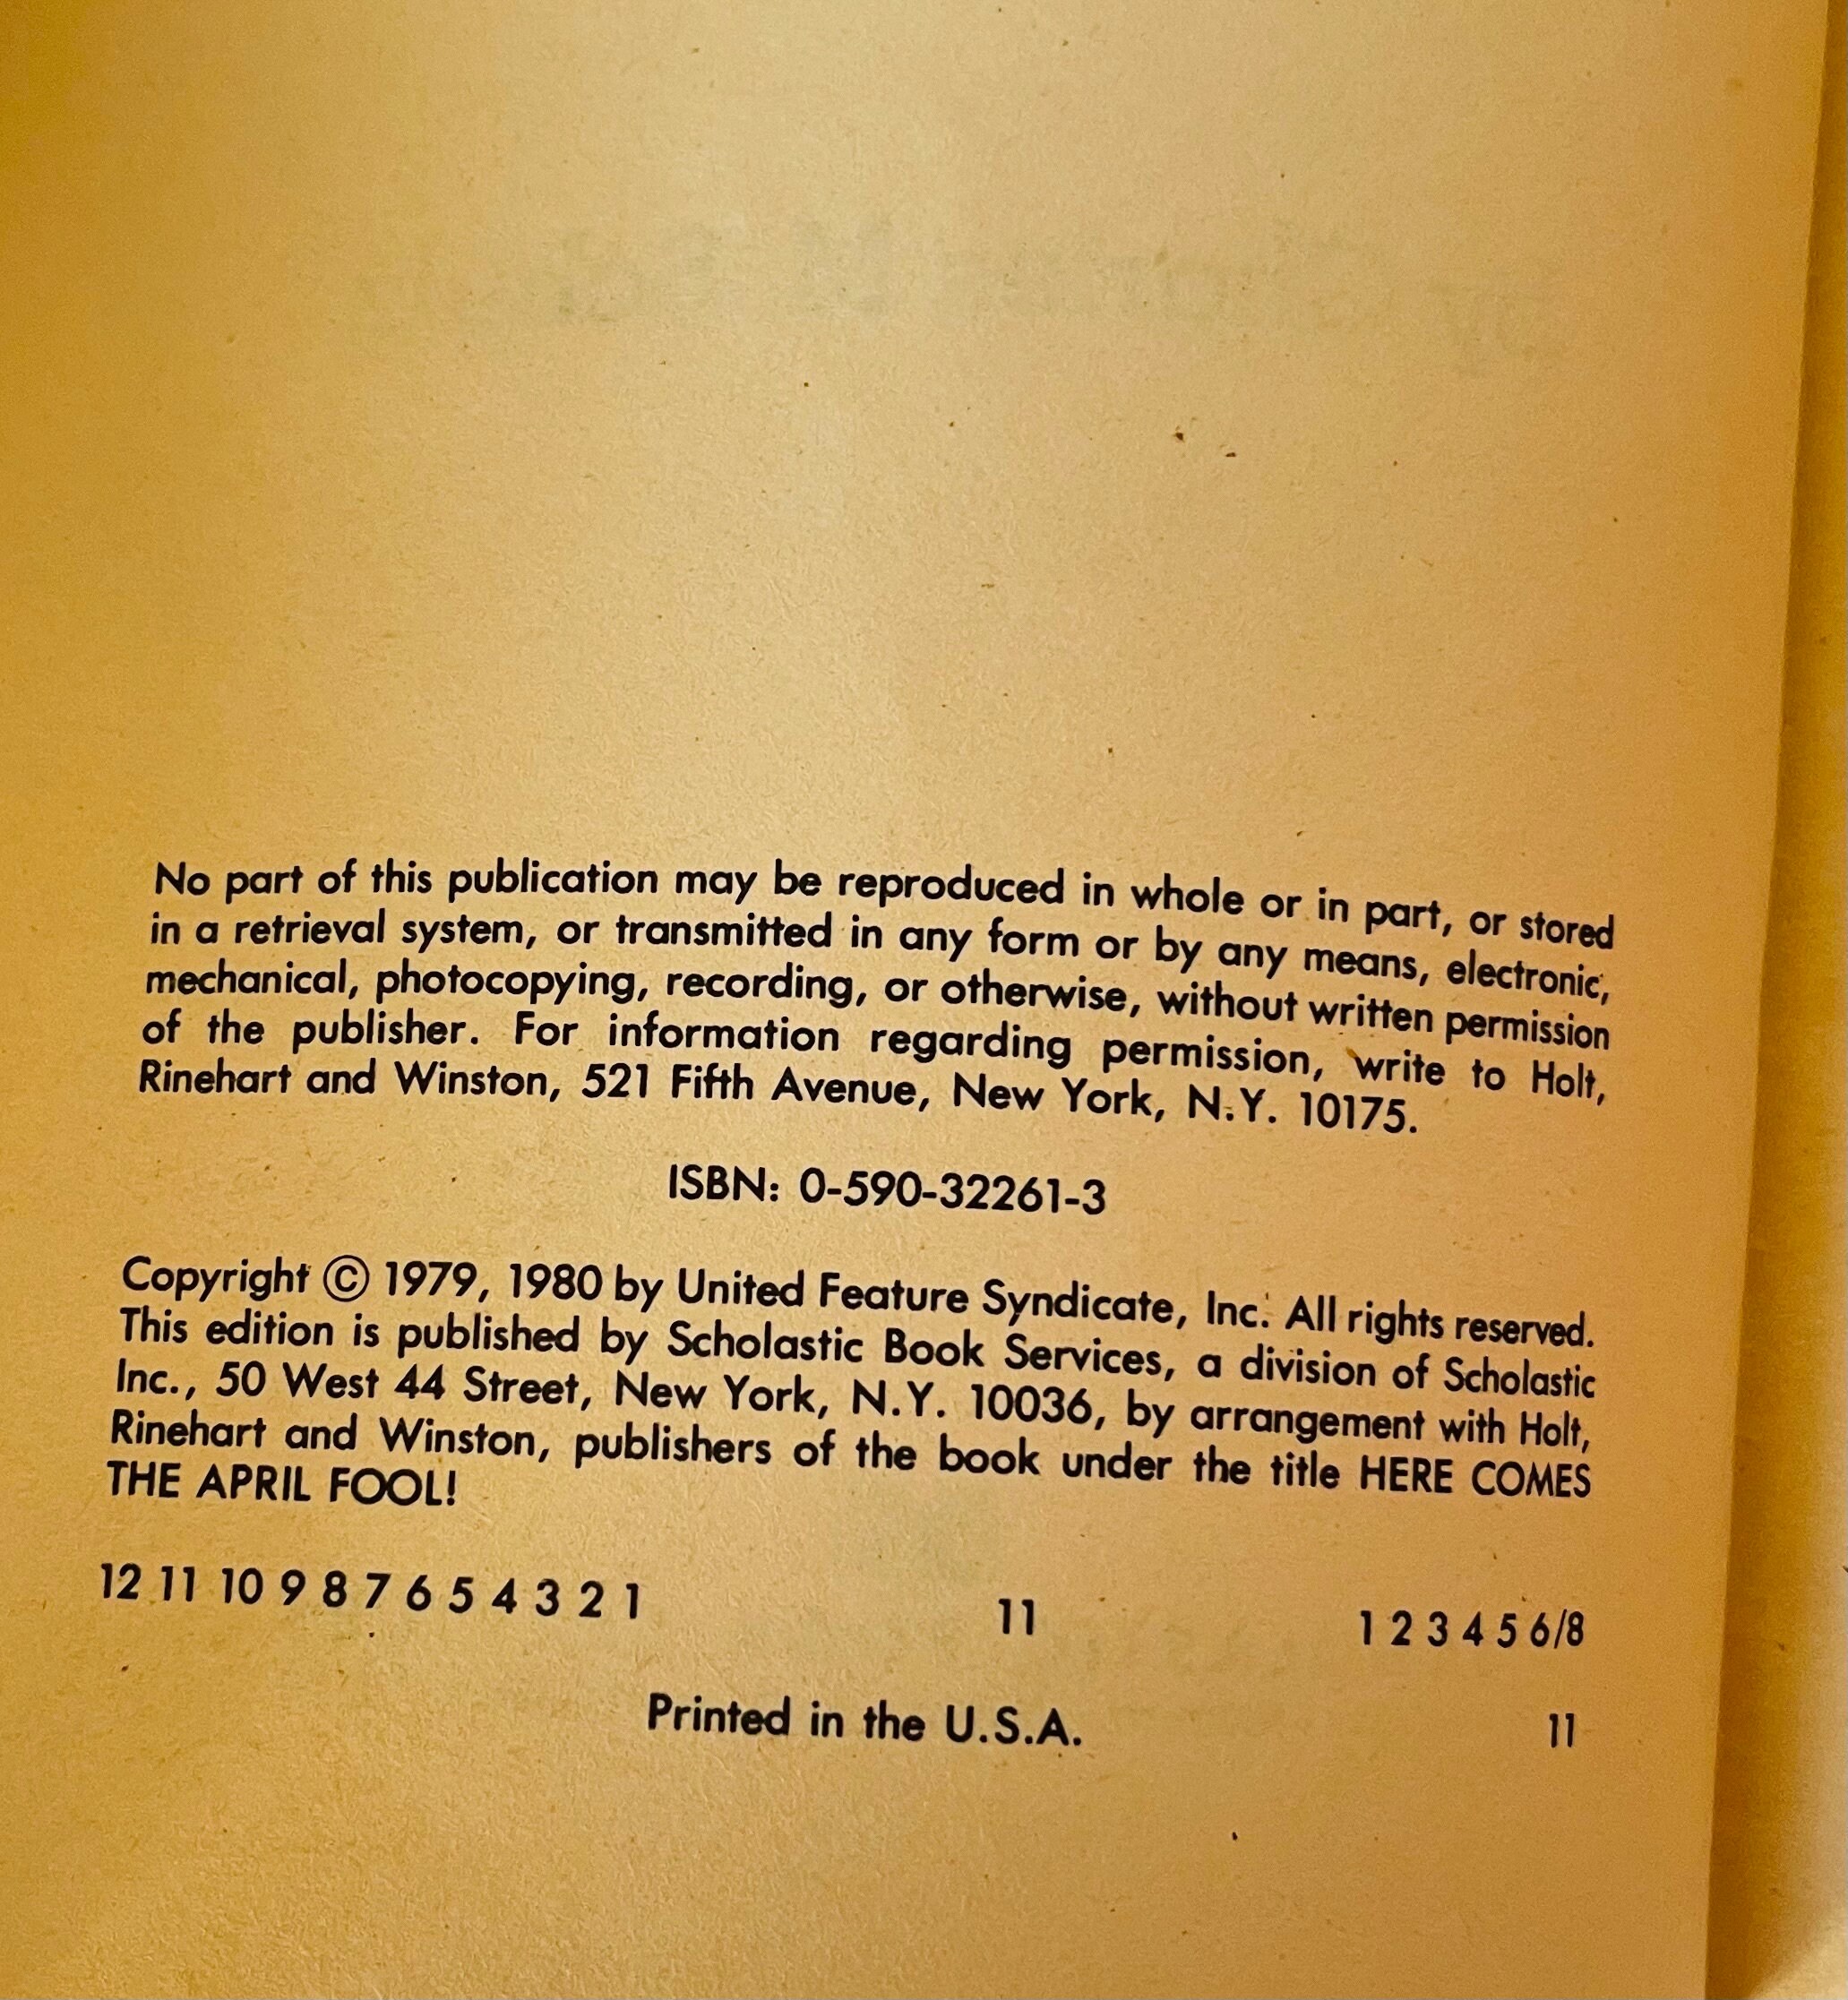 No part of this publication may be reproduced in whole or in part, or stored
in a retrieval system, or transmitted in any form or by any means, electronic,
mechanical, photocopying, recording, or otherwise, without written permission
of the publisher. For information regarding permission, write to Holt,
Rinehart and Winston, 521 Fifth Avenue, New York, N.Y. 10175.
ISBN: 0-590-32261-3
Copyright © 1979, 1980 by United Feature Syndicate, Inc. All rights reserved.
This edition is published by Scholastic Book Services, a division of Scholastic
Inc., 50 West 44 Street, New York, N.Y. 10036, by arrangement with Holt,
Rinehart and Winston, publishers of the book under the title HERE COMES
THE APRIL FOOL!
12 11 10 9 8 7 6 5 4 3 2 1 11 1 2 3 4 5 6/8
Printed in the U.S.A. 11